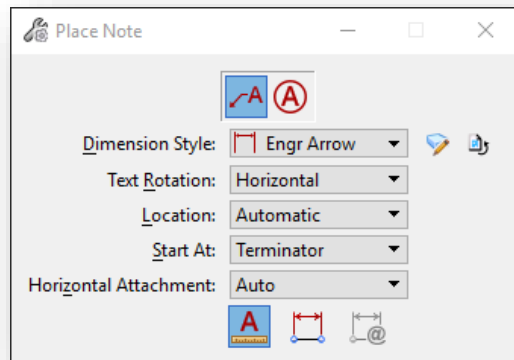 Place Note
A A
Dimension Style: Engr Arrow
Text Rotation: Horizontal
Location: Automatic
Start At: Terminator
Horizontal Attachment: Auto
A @